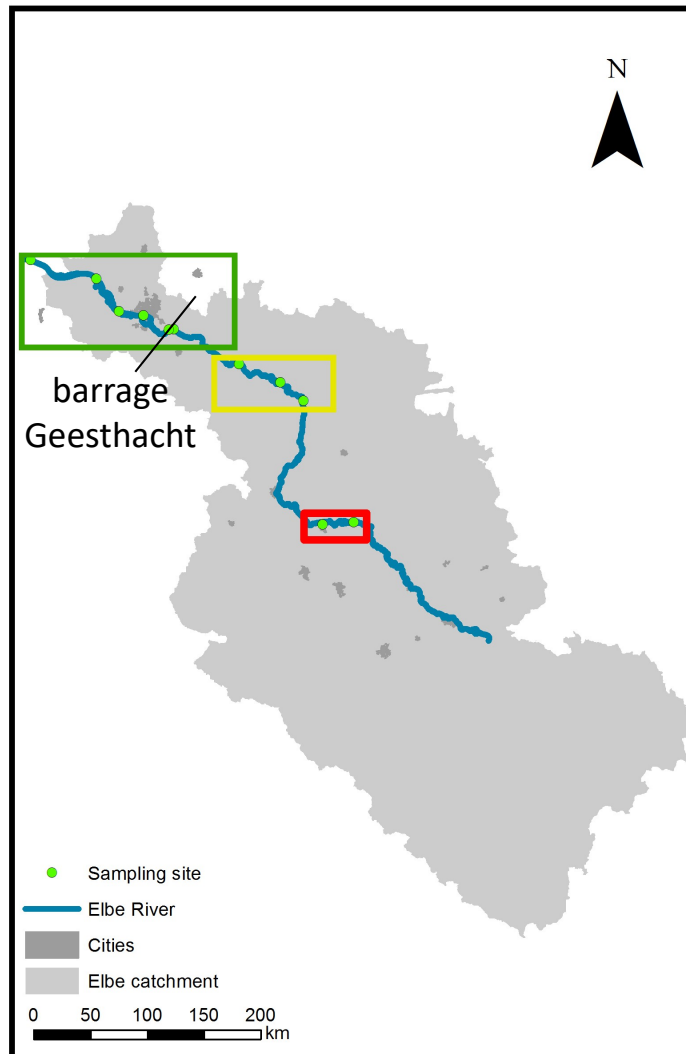 N
barrage
Geesthacht
Sampling site
Elbe River
Cities
Elbe catchment
0 50 100 150 200
km